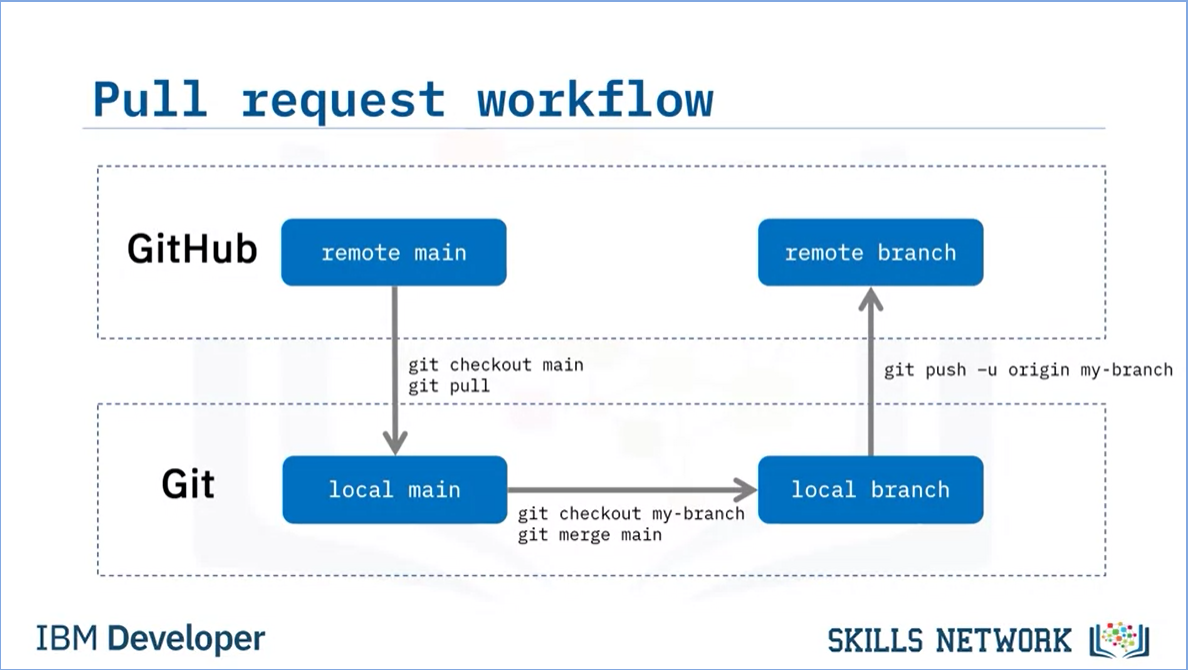 Pull request workflow
GitHub
remote main
remote branch
git checkout main
git pull
git push –u origin my-branch
Git
local main
local branch
git checkout my-branch
git merge main
IBM Developer
SKILLS NETWORK